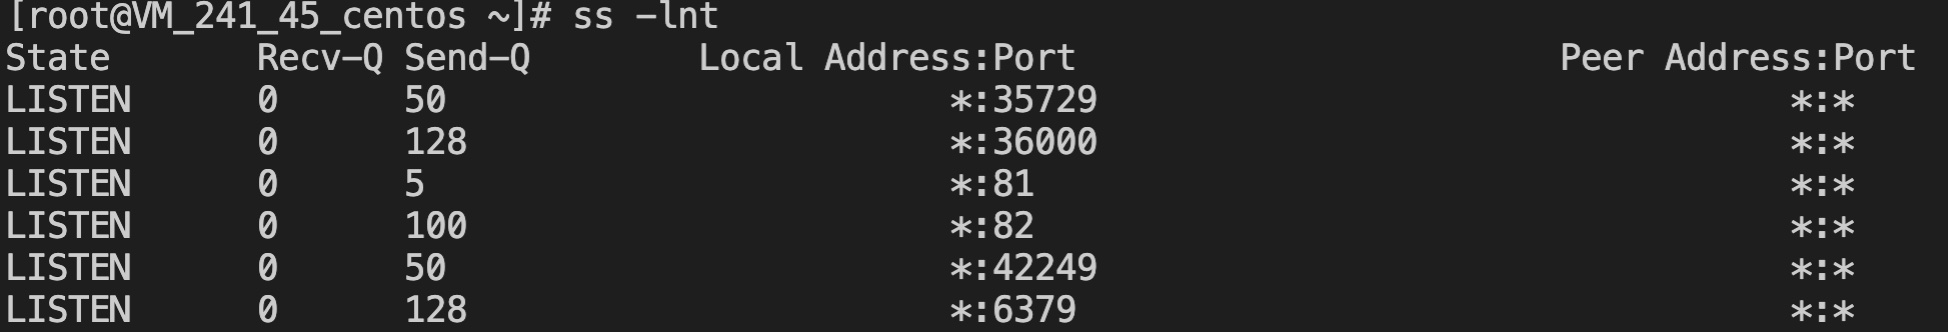 [root@VM_241_45_centos ~]# ss -lnt
State Recv-Q Send-Q Local Address:Port Peer Address:Port
LISTEN 0 50 *:35729 *:*
LISTEN 0 128 *:36000 *:*
LISTEN 0 5 *:81 *:*
LISTEN 0 100 *:82 *:*
LISTEN 0 50 *:42249 *:*
LISTEN 0 128 *:6379 *:*